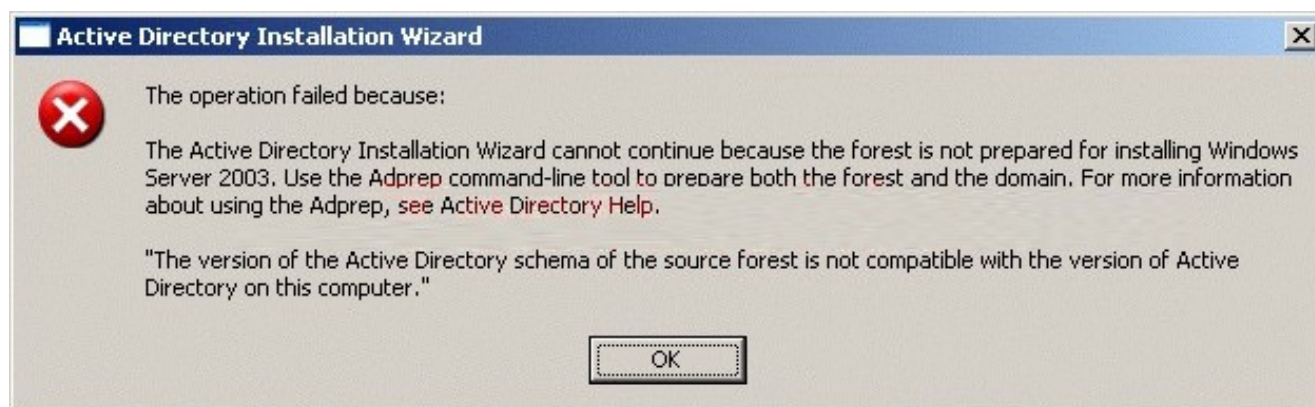 Active Directory Installation Wizard
The operation failed because:
The Active Directory Installation Wizard cannot continue because the forest is not prepared for installing Windows
Server 2003. Use the Adprep command-line tool to prepare both the forest and the domain. For more information
about using the Adprep, see Active Directory Help.
"The version of the Active Directory schema of the source forest is not compatible with the version of Active
Directory on this computer."
OK